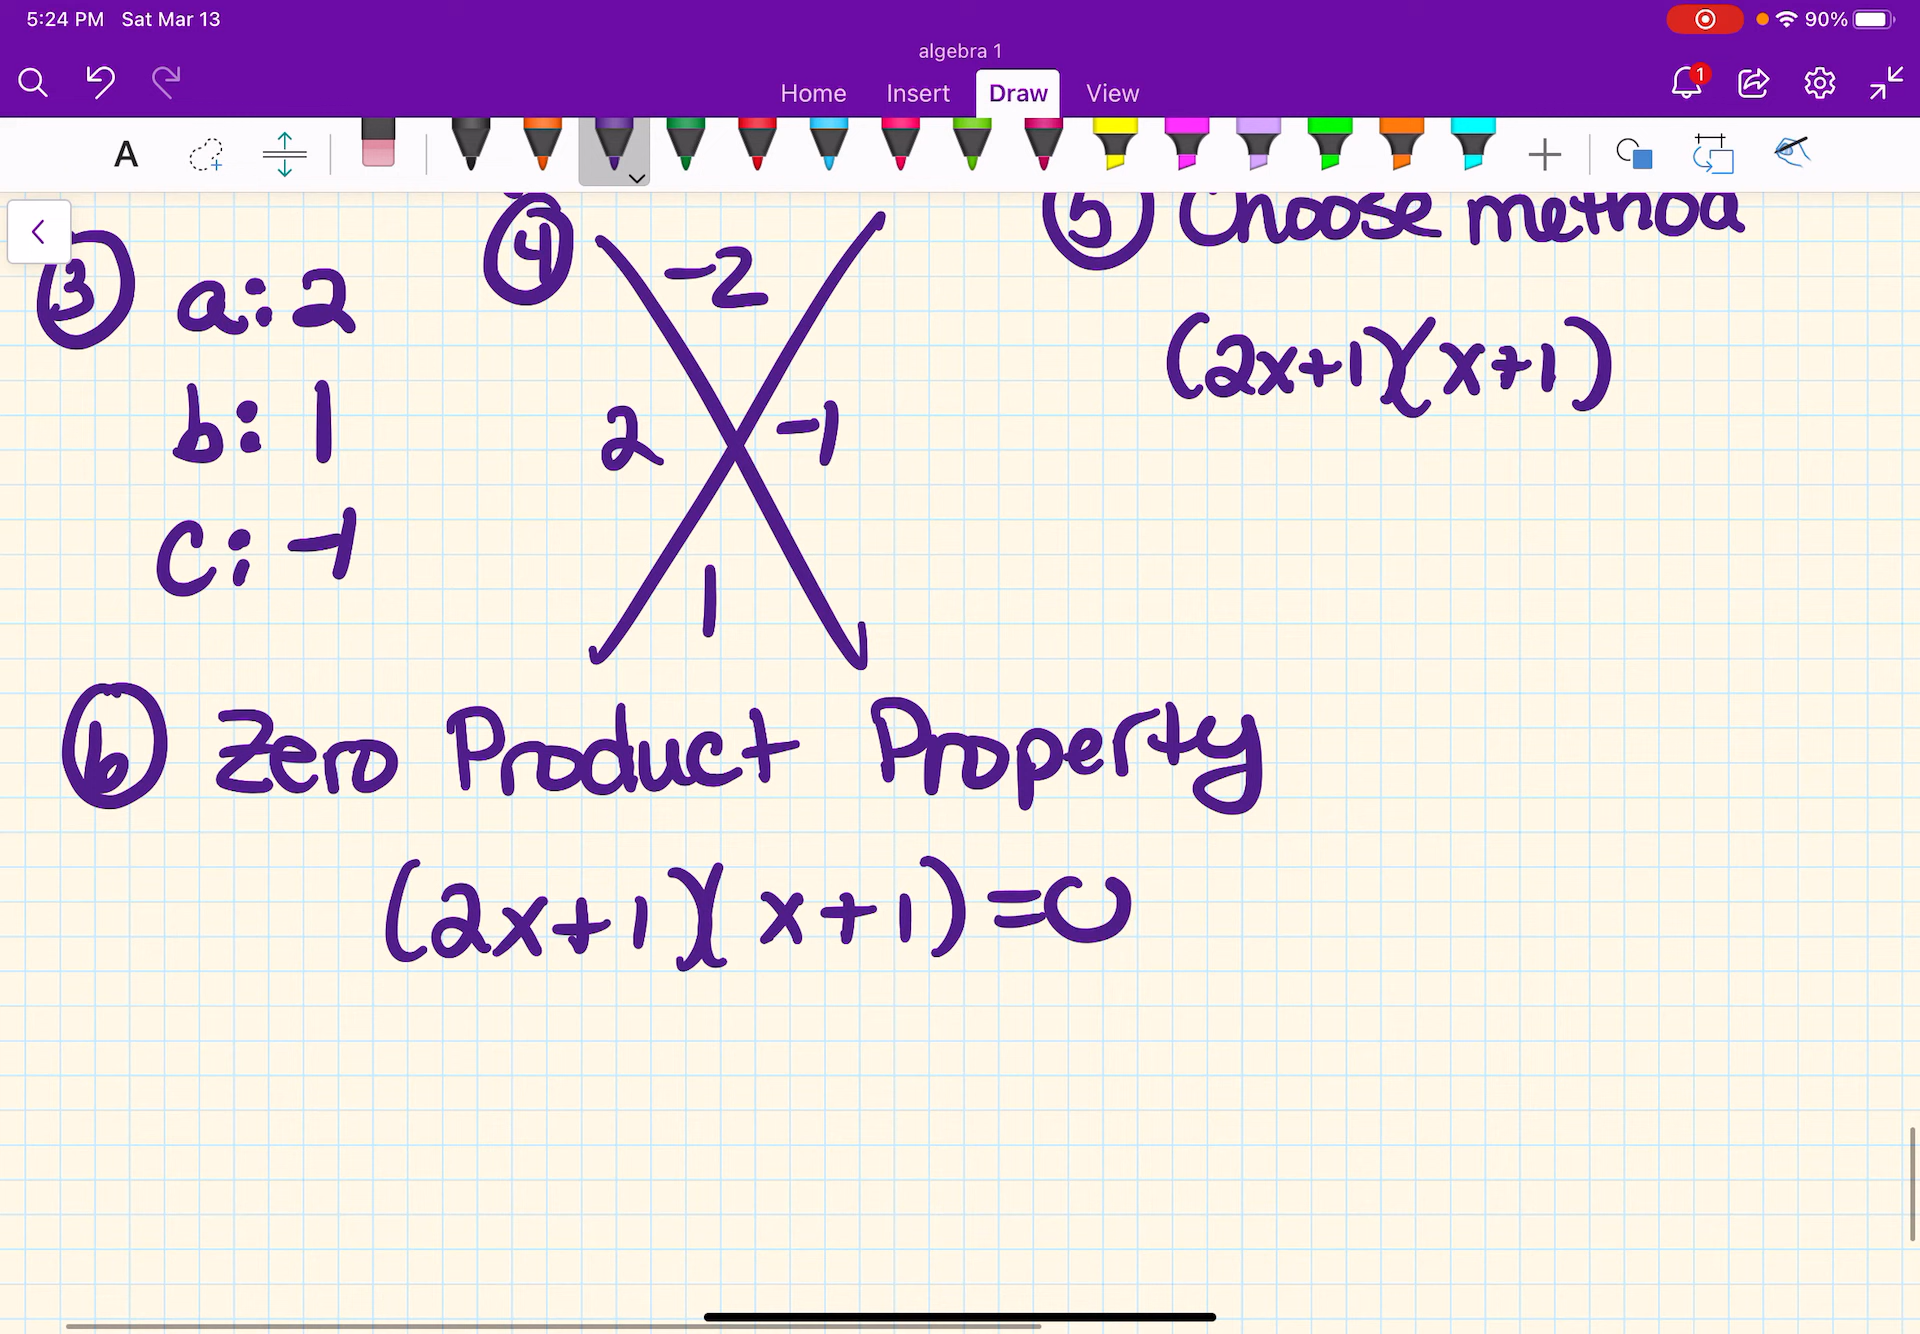 5:24 PM Sat Mar 13
90%
algebra 1
Home Insert Draw View
1
A
③ a: 2
b: 1
c: -1
④ -2
2 -1
1
⑤ Choose method
(2x+1)(x+1)
⑥ Zero Product Property
(2x+1)(x+1)=0